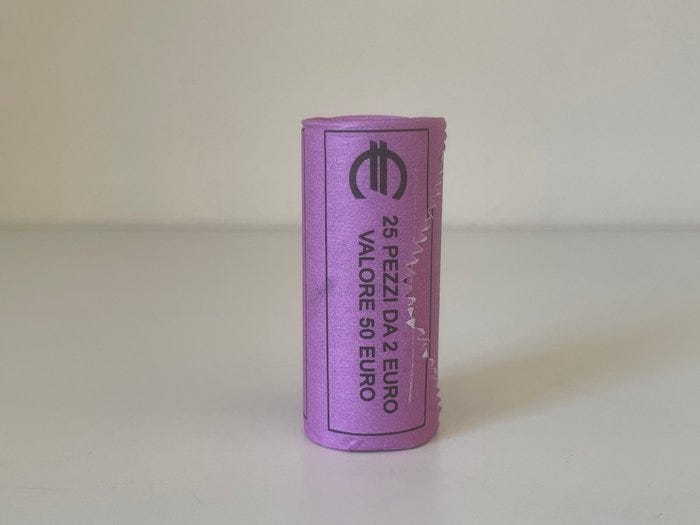 €
25 PEZZI DA 2 EURO
VALORE 50 EURO